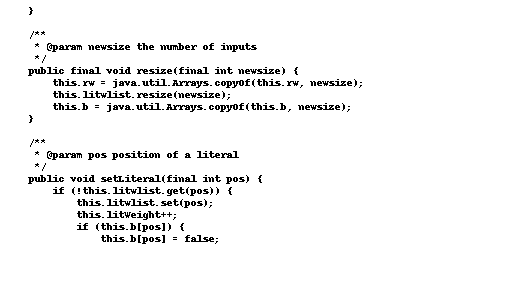 }
/**
* @param newsize the number of inputs
*/
public final void resize(final int newsize) {
this.rw = java.util.Arrays.copyOf(this.rw, newsize);
this.litwlist.resize(newsize);
this.b = java.util.Arrays.copyOf(this.b, newsize);
}
/**
* @param pos position of a literal
*/
public void setLiteral(final int pos) {
if (!this.litwlist.get(pos)) {
this.litwlist.set(pos);
this.litWeight++;
if (this.b[pos]) {
this.b[pos] = false;